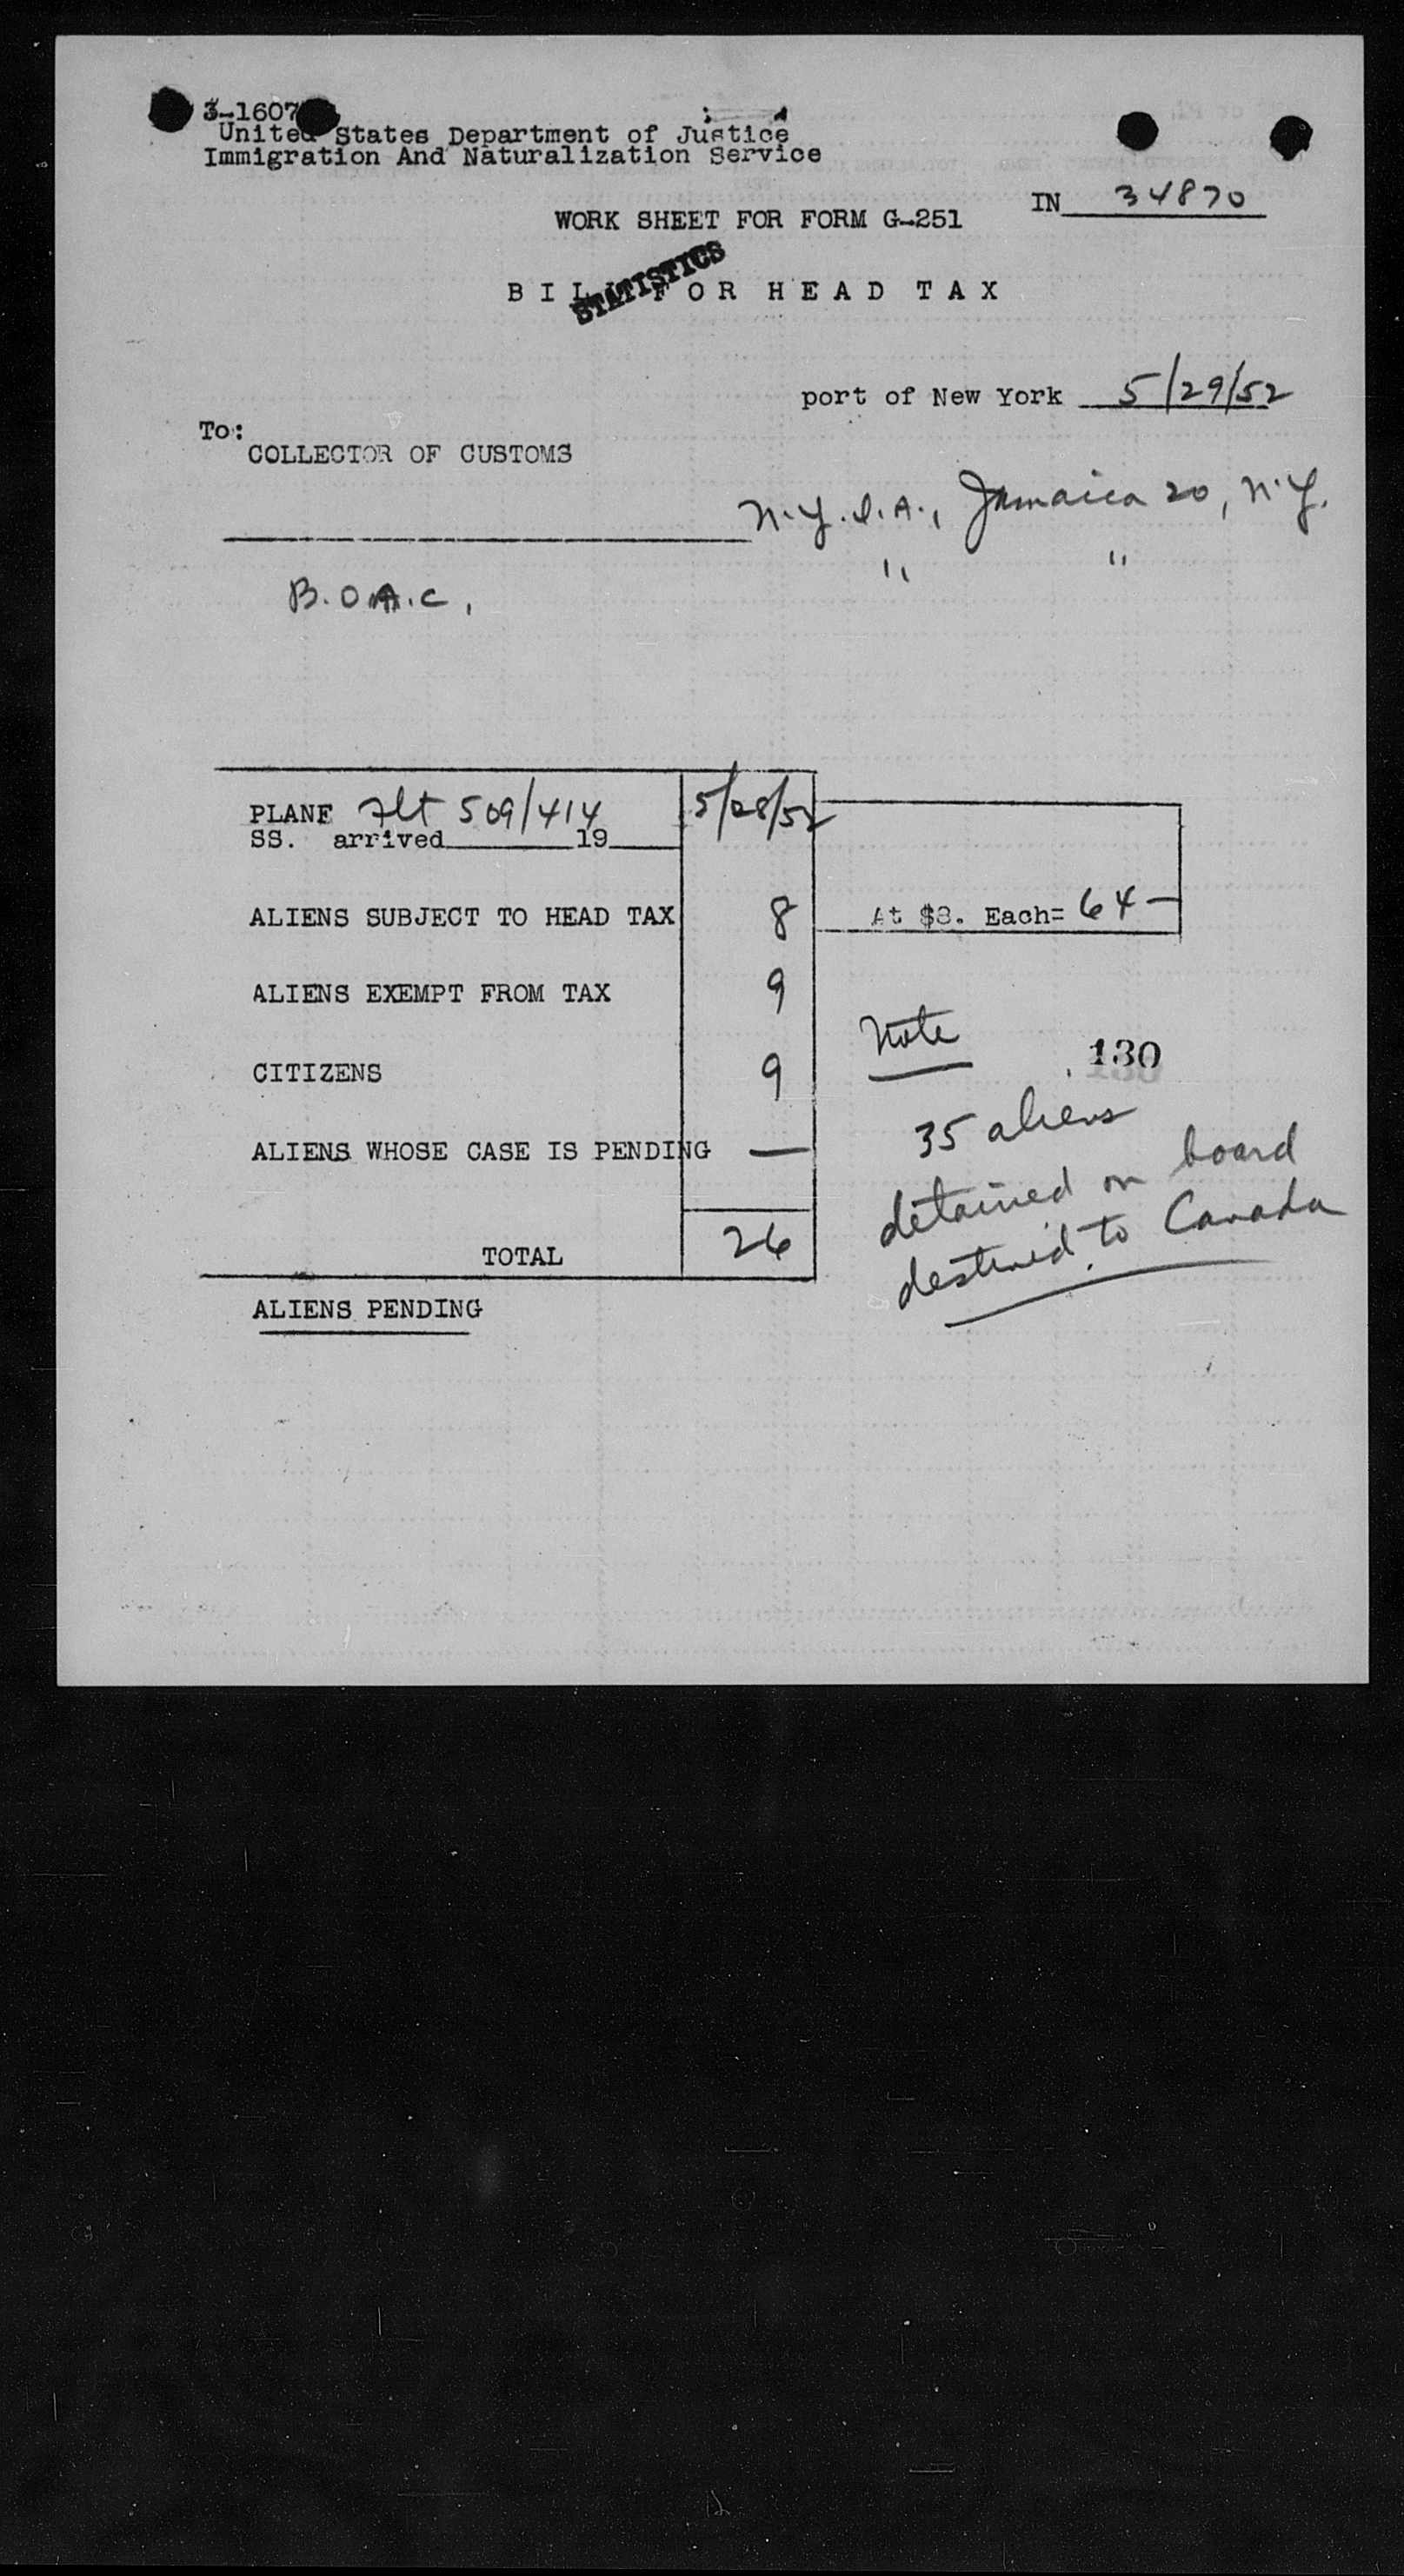 3-1607
United States Department of Justice
Immigration And Naturalization Service
IN 34870
WORK SHEET FOR FORM G-251
STATISTICS
BILL FOR HEAD TAX
port of New York 5/29/52
To:
COLLECTOR OF CUSTOMS
N.Y.I.A., Jamaica 20, N.Y.
" "
B.O.A.C.,
PLANE Flt 509/414 5/28/52
SS. arrived 19
ALIENS SUBJECT TO HEAD TAX 8 At $8. Each= 64-
ALIENS EXEMPT FROM TAX 9
Note
130
CITIZENS 9
35 aliens
ALIENS WHOSE CASE IS PENDING —
detained on board
destined to Canada
TOTAL 26
ALIENS PENDING